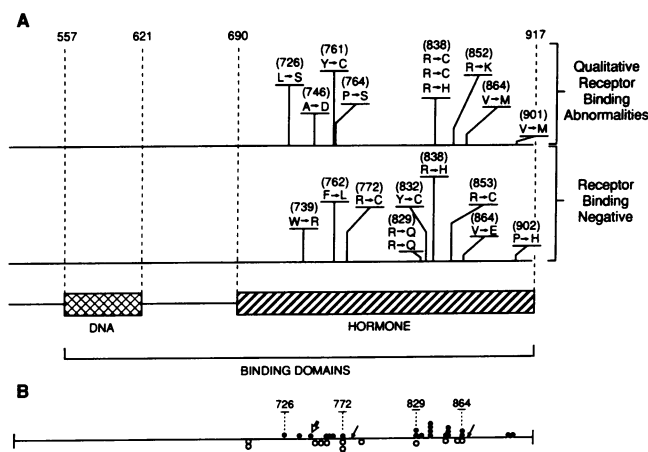 A
557 621 690 917
(726)
L→S
(746)
A→D
(761)
Y→C
(764)
P→S
(838)
R→C
R→C
R→H
(852)
R→K
(864)
V→M
(901)
V→M
Qualitative
Receptor
Binding
Abnormalities
(739)
W→R
(762)
F→L
(772)
R→C
(832)
Y→C
(829)
R→Q
R→Q
(838)
R→H
(853)
R→C
(864)
V→E
(902)
P→H
Receptor
Binding
Negative
DNA
HORMONE
BINDING DOMAINS
B
726 772 829 864